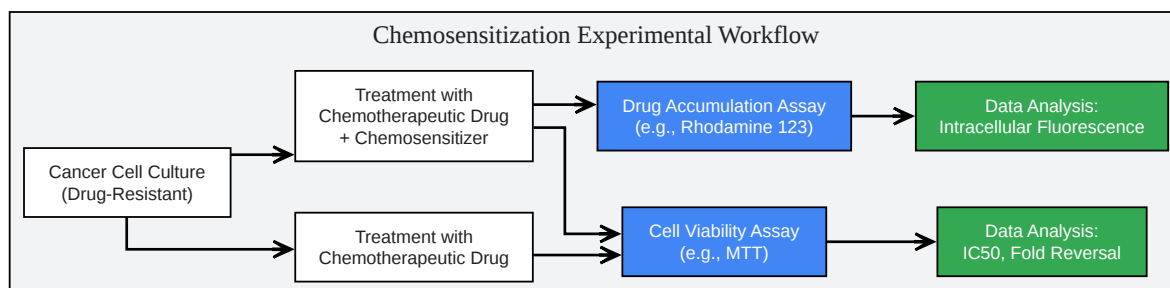 Chemosensitization Experimental Workflow
Treatment with
Chemotherapeutic Drug
+ Chemosensitizer
Drug Accumulation Assay
(e.g., Rhodamine 123)
Data Analysis:
Intracellular Fluorescence
Cancer Cell Culture
(Drug-Resistant)
Treatment with
Chemotherapeutic Drug
Cell Viability Assay
(e.g., MTT)
Data Analysis:
IC50, Fold Reversal